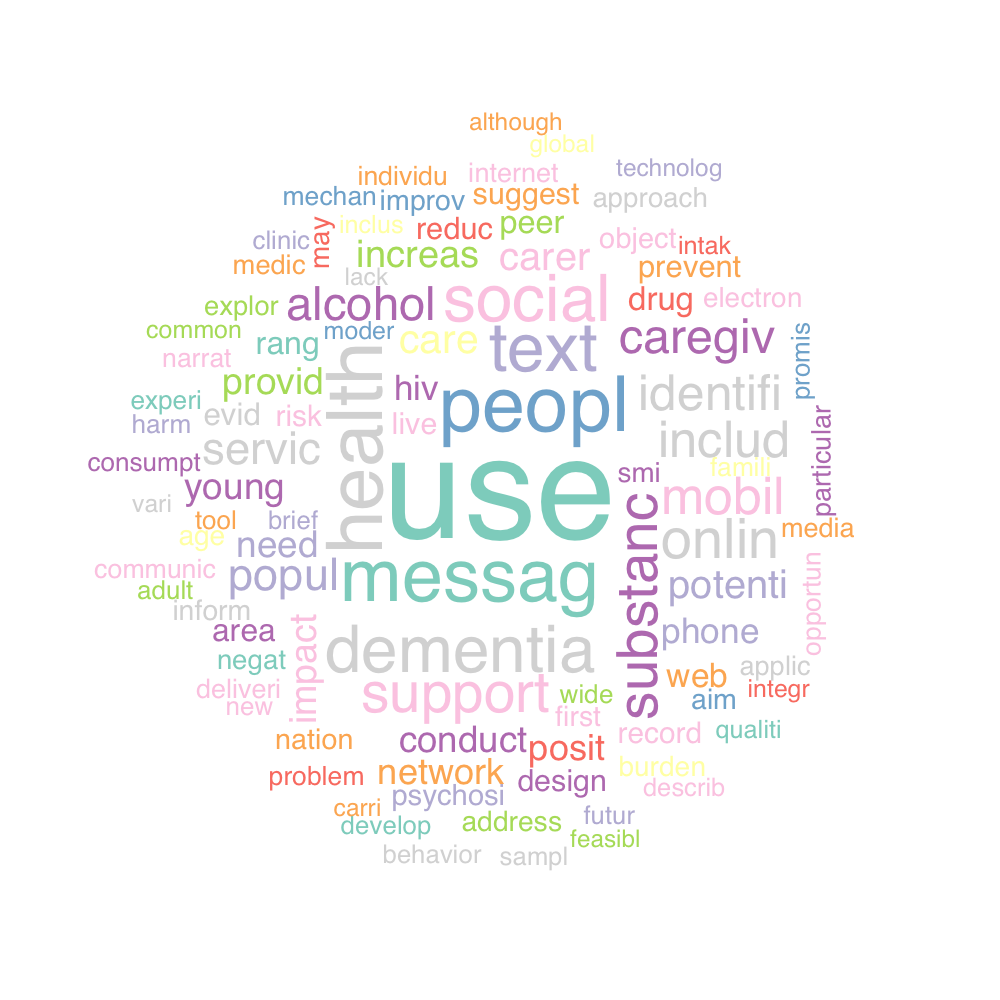 although
global
technolog
individu
internet
mechan
improv
suggest
approach
may
inclus
reduc
peer
clinic
object
intak
medic
increas
carer
prevent
lack
explor
alcohol
social
drug
electron
common
moder
care
text
caregiv
narrat
rang
promis
provid
health
hiv
peopl
identifi
experi
evid
risk
live
harm
servic
includ
particular
consumpt
young
use
smi
famili
mobil
vari
tool
brief
substanc
onlin
media
age
need
communic
popul
messag
potenti
opportun
adult
inform
area
impact
dementia
phone
negat
web
applic
deliveri
support
wide
aim
integr
new
first
nation
conduct
posit
record
qualiti
problem
network
design
burden
carri
psychosi
describ
develop
address
futur
feasibl
behavior
sampl